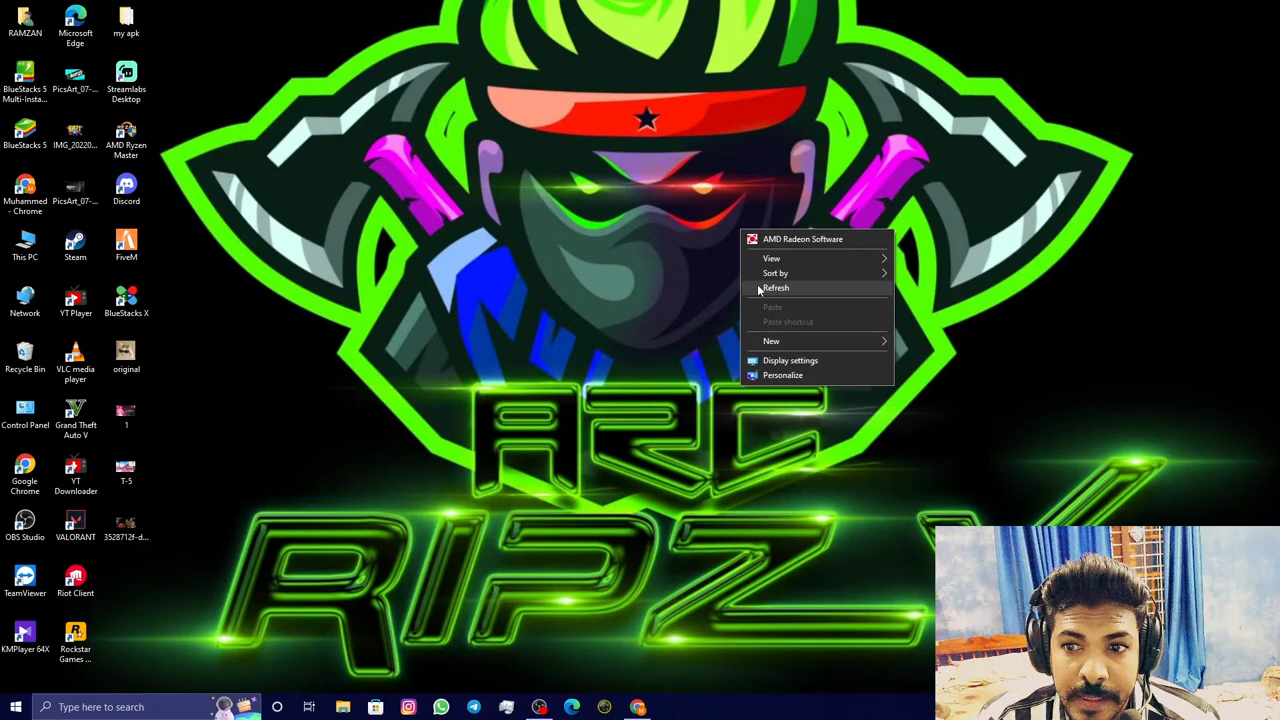 RAMZAN
Microsoft
Edge
my apk
BlueStacks 5
Multi-Insta...
PicsArt_07-...
Streamlabs
Desktop
BlueStacks 5
IMG_20220...
AMD Ryzen
Master
Muhammed
- Chrome
PicsArt_07-...
Discord
This PC
Steam
FiveM
Network
YT Player
BlueStacks X
Recycle Bin
VLC media
player
original
Control Panel
Grand Theft
Auto V
1
Google
Chrome
YT
Downloader
T-5
OBS Studio
VALORANT
3528712f-d...
TeamViewer
Riot Client
KMPlayer 64X
Rockstar
Games ...
AMD Radeon Software
View
Sort by
Refresh
Paste
Paste shortcut
New
Display settings
Personalize
ARG
RIPZ
Type here to search